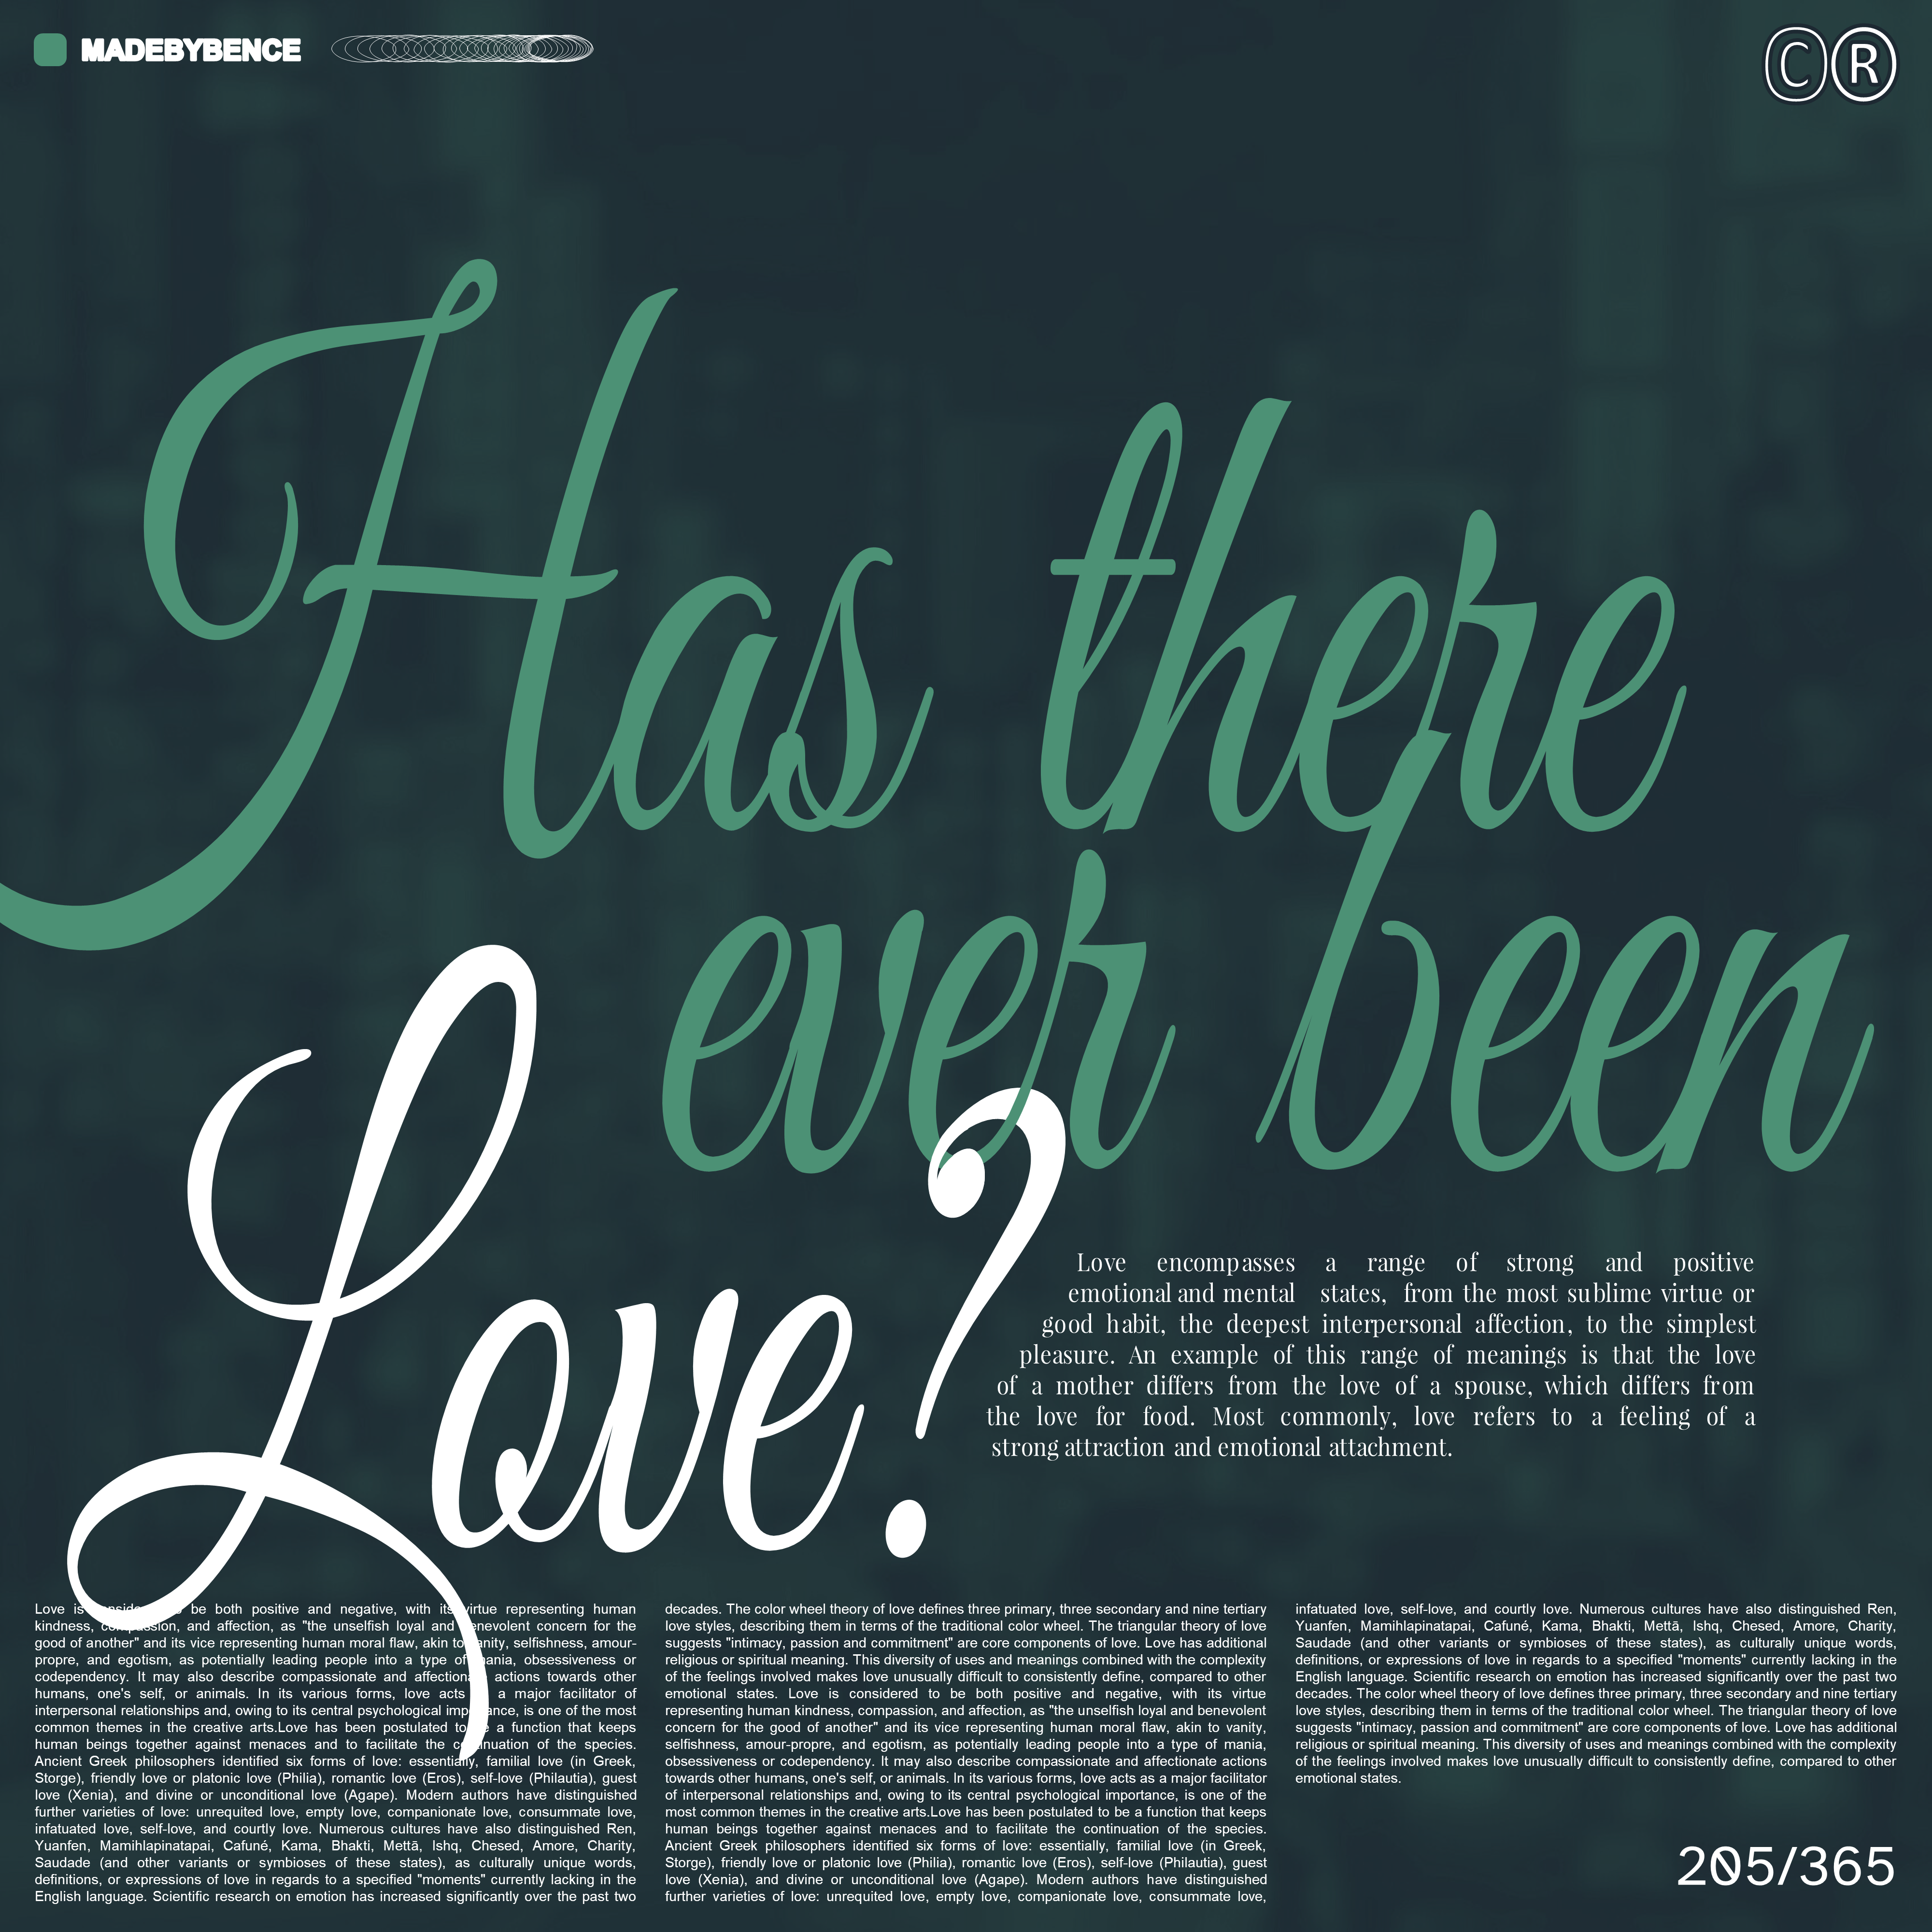 MADEBYBENCE
CR
Has there
ever been
Love?
Love encompasses a range of strong and positive
emotional and mental states, from the most sublime virtue or
good habit, the deepest interpersonal affection, to the simplest
pleasure. An example of this range of meanings is that the love
of a mother differs from the love of a spouse, which differs from
the love for food. Most commonly, love refers to a feeling of a
strong attraction and emotional attachment.
Love is considered to be both positive and negative, with its virtue representing human
kindness, compassion, and affection, as "the unselfish loyal and benevolent concern for the
good of another" and its vice representing human moral flaw, akin to vanity, selfishness, amour-
propre, and egotism, as potentially leading people into a type of mania, obsessiveness or
codependency. It may also describe compassionate and affectionate actions towards other
humans, one's self, or animals. In its various forms, love acts as a major facilitator of
interpersonal relationships and, owing to its central psychological importance, is one of the most
common themes in the creative arts.Love has been postulated to be a function that keeps
human beings together against menaces and to facilitate the continuation of the species.
Ancient Greek philosophers identified six forms of love: essentially, familial love (in Greek,
Storge), friendly love or platonic love (Philia), romantic love (Eros), self-love (Philautia), guest
love (Xenia), and divine or unconditional love (Agape). Modern authors have distinguished
further varieties of love: unrequited love, empty love, companionate love, consummate love,
infatuated love, self-love, and courtly love. Numerous cultures have also distinguished Ren,
Yuanfen, Mamihlapinatapai, Cafuné, Kama, Bhakti, Mettā, Ishq, Chesed, Amore, Charity,
Saudade (and other variants or symbioses of these states), as culturally unique words,
definitions, or expressions of love in regards to a specified "moments" currently lacking in the
English language. Scientific research on emotion has increased significantly over the past two
decades. The color wheel theory of love defines three primary, three secondary and nine tertiary
love styles, describing them in terms of the traditional color wheel. The triangular theory of love
suggests "intimacy, passion and commitment" are core components of love. Love has additional
religious or spiritual meaning. This diversity of uses and meanings combined with the complexity
of the feelings involved makes love unusually difficult to consistently define, compared to other
emotional states. Love is considered to be both positive and negative, with its virtue
representing human kindness, compassion, and affection, as "the unselfish loyal and benevolent
concern for the good of another" and its vice representing human moral flaw, akin to vanity,
selfishness, amour-propre, and egotism, as potentially leading people into a type of mania,
obsessiveness or codependency. It may also describe compassionate and affectionate actions
towards other humans, one's self, or animals. In its various forms, love acts as a major facilitator
of interpersonal relationships and, owing to its central psychological importance, is one of the
most common themes in the creative arts.Love has been postulated to be a function that keeps
human beings together against menaces and to facilitate the continuation of the species.
Ancient Greek philosophers identified six forms of love: essentially, familial love (in Greek,
Storge), friendly love or platonic love (Philia), romantic love (Eros), self-love (Philautia), guest
love (Xenia), and divine or unconditional love (Agape). Modern authors have distinguished
further varieties of love: unrequited love, empty love, companionate love, consummate love,
infatuated love, self-love, and courtly love. Numerous cultures have also distinguished Ren,
Yuanfen, Mamihlapinatapai, Cafuné, Kama, Bhakti, Mettā, Ishq, Chesed, Amore, Charity,
Saudade (and other variants or symbioses of these states), as culturally unique words,
definitions, or expressions of love in regards to a specified "moments" currently lacking in the
English language. Scientific research on emotion has increased significantly over the past two
decades. The color wheel theory of love defines three primary, three secondary and nine tertiary
love styles, describing them in terms of the traditional color wheel. The triangular theory of love
suggests "intimacy, passion and commitment" are core components of love. Love has additional
religious or spiritual meaning. This diversity of uses and meanings combined with the complexity
of the feelings involved makes love unusually difficult to consistently define, compared to other
emotional states.
205/365